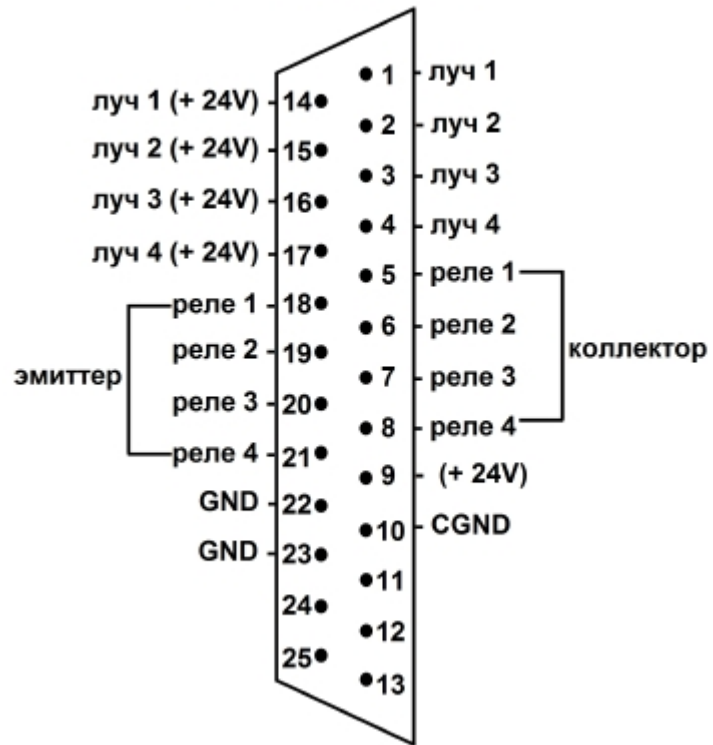 1 луч 1
луч 1 (+ 24V) 14
2 луч 2
луч 2 (+ 24V) 15
3 луч 3
луч 3 (+ 24V) 16
4 луч 4
луч 4 (+ 24V) 17
5 реле 1
реле 1 18
6 реле 2
реле 2 19
коллектор
эмиттер
7 реле 3
реле 3 20
8 реле 4
реле 4 21
9 (+ 24V)
GND 22
10 CGND
GND 23
11
24
12
25
13